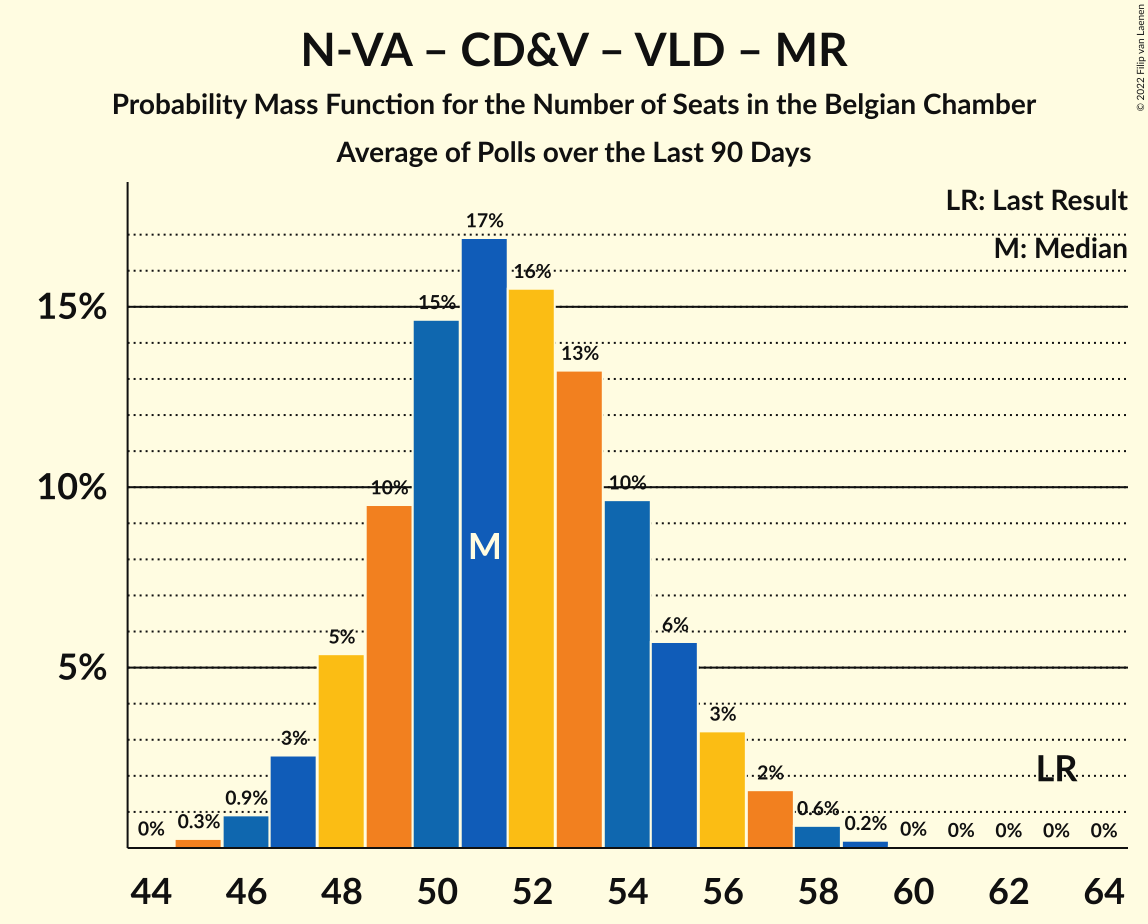 N-VA – CD&V – VLD – MR
Probability Mass Function for the Number of Seats in the Belgian Chamber
Average of Polls over the Last 90 Days
© 2022 Filip van Laenen
LR: Last Result
M: Median
15%
10%
5%
0%
0.3%
0.9%
3%
5%
10%
15%
17%
16%
13%
10%
6%
3%
2%
0.6%
0.2%
0%
0%
0%
0%
0%
M
LR
44 46 48 50 52 54 56 58 60 62 64